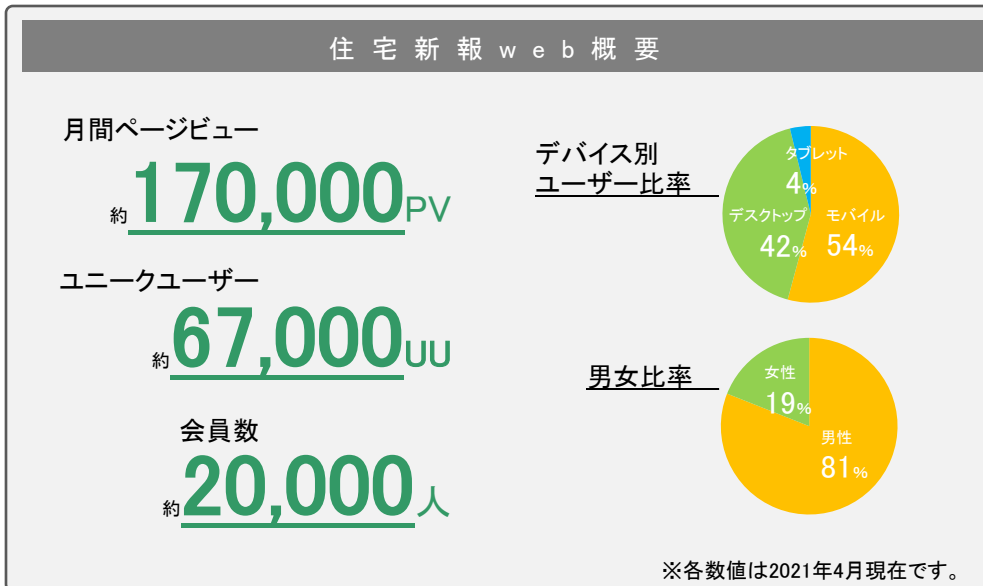 住宅新報web概要
月間ページビュー
約170,000PV
ユニークユーザー
約67,000UU
会員数
約20,000人
デバイス別
ユーザー比率
タブレット
4%
デスクトップ
42%
モバイル
54%
男女比率
女性
19%
男性
81%
※各数値は2021年4月現在です。